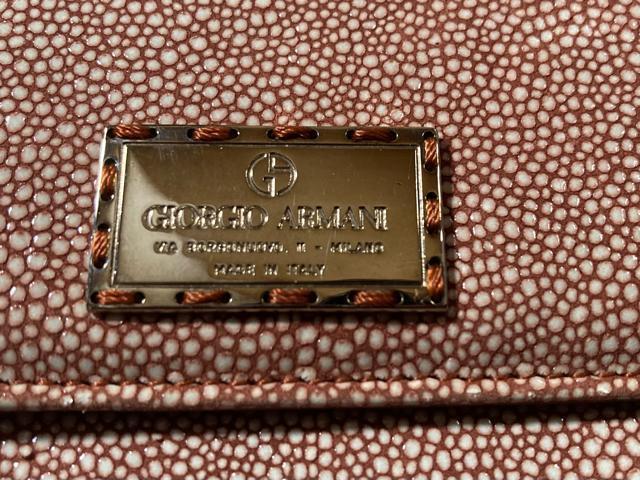 GIORGIO ARMANI
VIA BORGONUOVO, 11 - MILANO
MADE IN ITALY